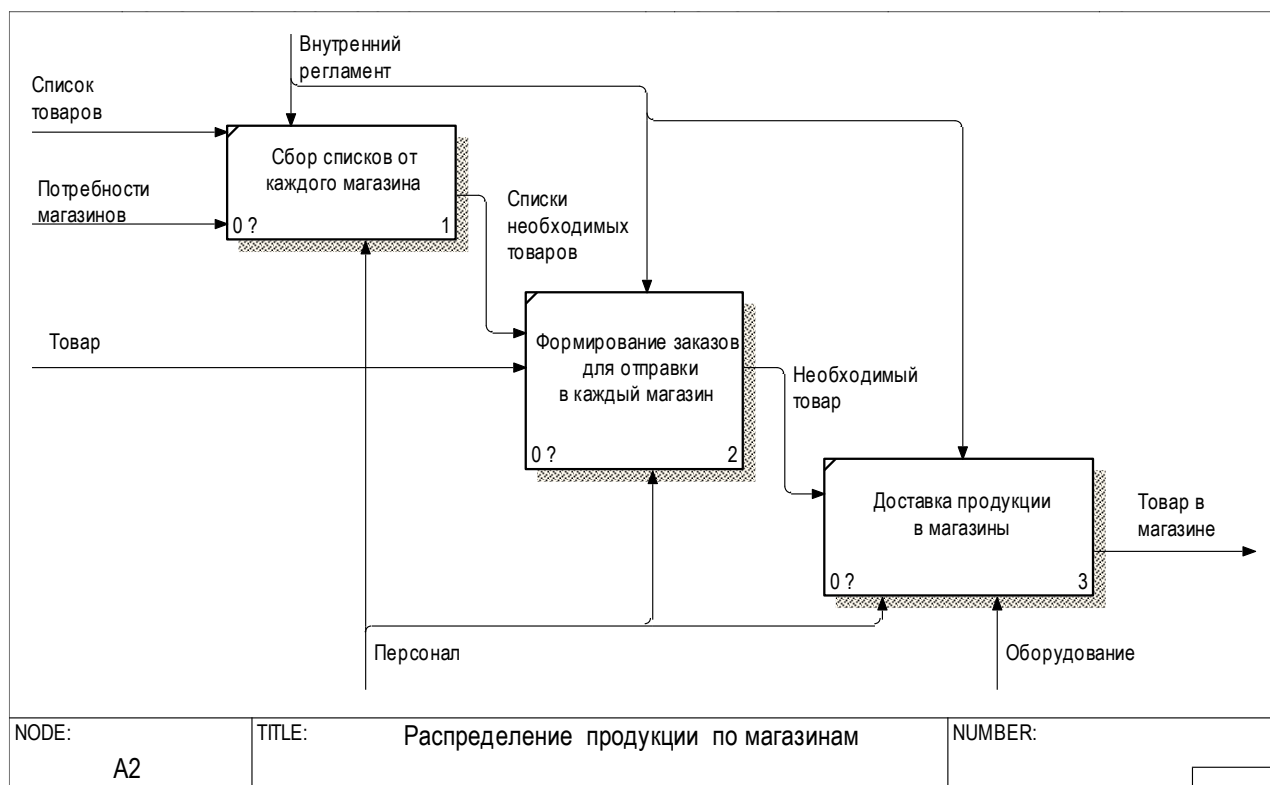 Внутренний
регламент
Список
товаров
Сбор списков от
каждого магазина
0 ?
1
Потребности
магазинов
Списки
необходимых
товаров
Товар
Формирование заказов
для отправки
в каждый магазин
0 ?
2
Необходимый
товар
Доставка продукции
в магазины
0 ?
3
Товар в
магазине
Персонал
Оборудование
NODE:
A2
TITLE:
Распределение продукции по магазинам
NUMBER: